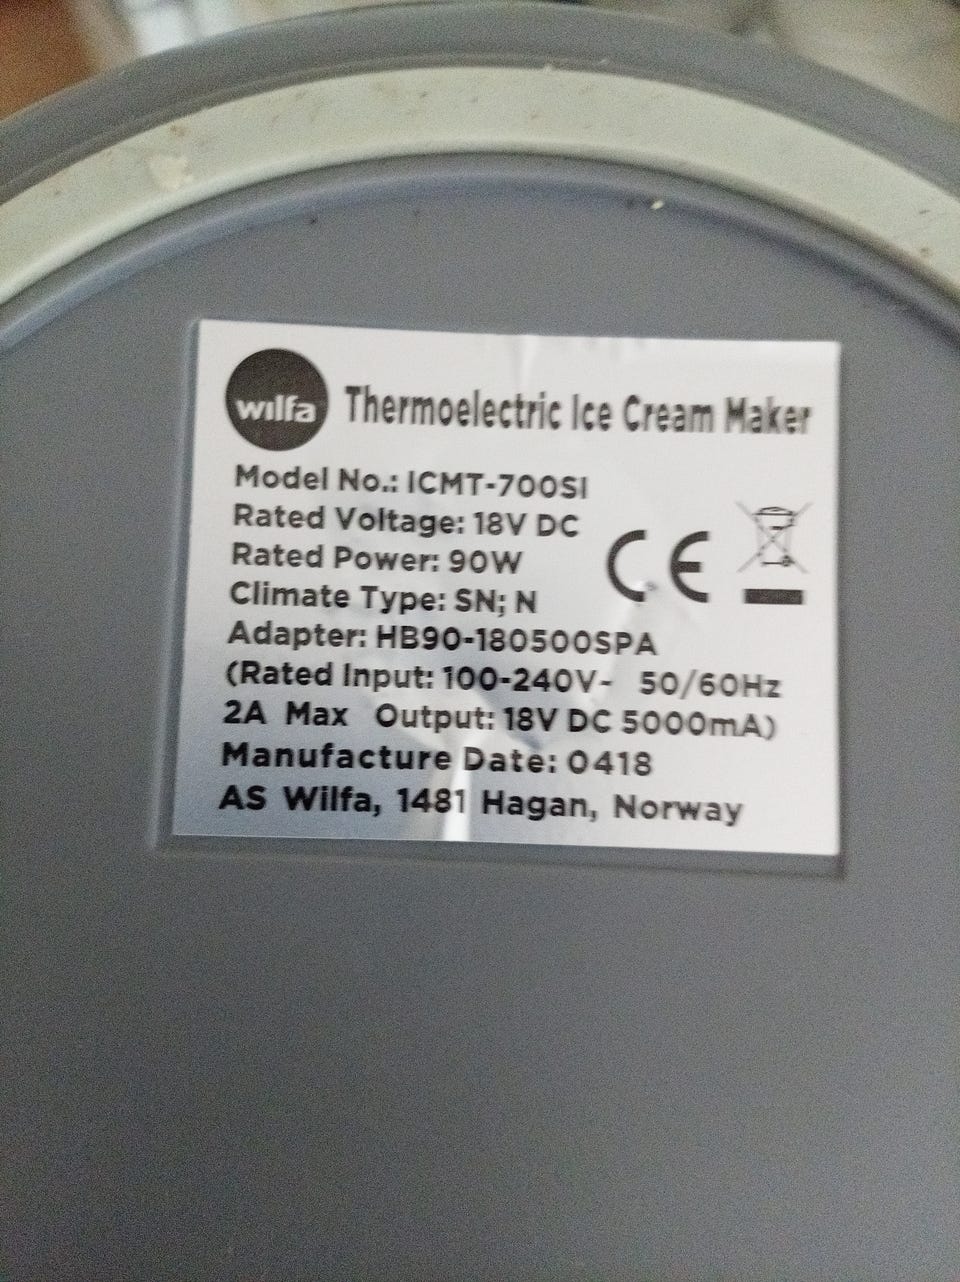 wilfa Thermoelectric Ice Cream Maker
Model No.: ICMT-700SI
Rated Voltage: 18V DC
Rated Power: 90W
CE
Climate Type: SN; N
Adapter: HB90-180500SPA
(Rated Input: 100-240V~ 50/60Hz
2A Max Output: 18V DC 5000mA)
Manufacture Date: 0418
AS Wilfa, 1481 Hagan, Norway